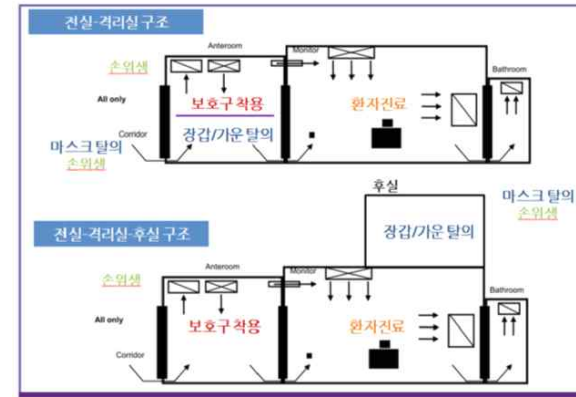 전실-격리실 구조
Anteroom
Monitor
손위생
Bathroom
All only
보호구 착용
환자진료
장갑/가운 탈의
Corridor
마스크 탈의
손위생
후실
마스크 탈의
손위생
전실-격리실-후실 구조
장갑/가운 탈의
Anteroom
Monitor
손위생
Bathroom
All only
보호구 착용
환자진료
Corridor